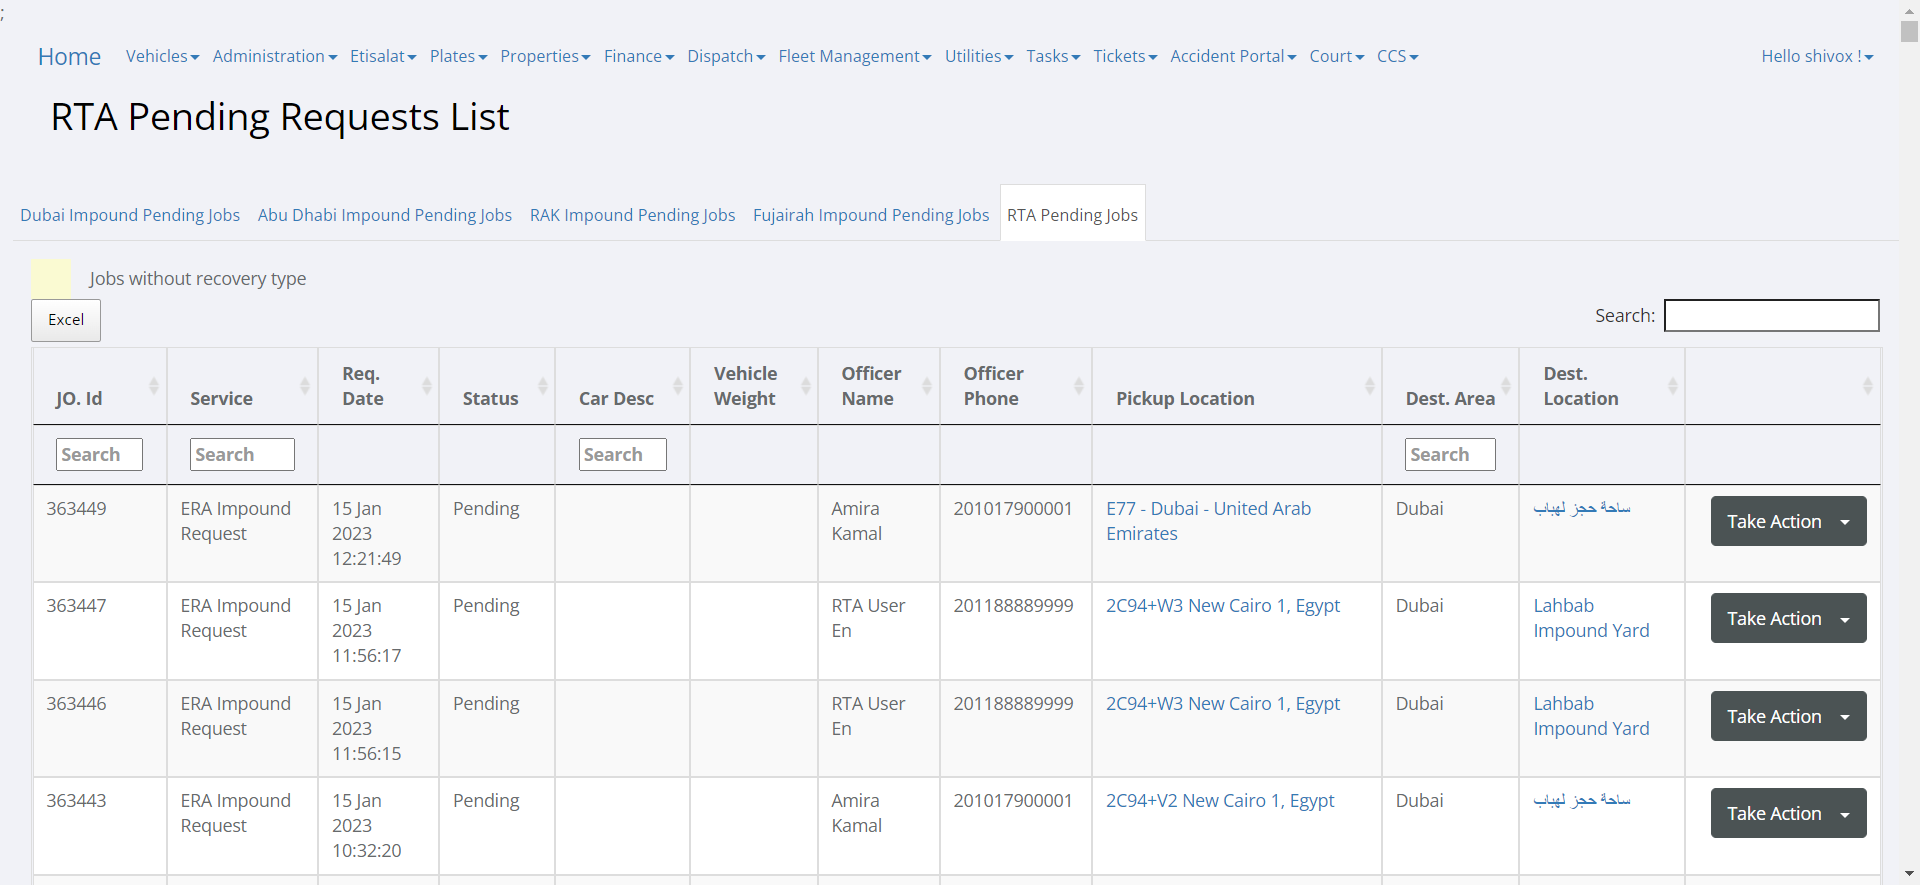 ;
Home Vehicles Administration Etisalat Plates Properties Finance Dispatch Fleet Management Utilities Tasks Tickets Accident Portal Court CCS Hello shivox !
RTA Pending Requests List
Dubai Impound Pending Jobs Abu Dhabi Impound Pending Jobs RAK Impound Pending Jobs Fujairah Impound Pending Jobs RTA Pending Jobs
Jobs without recovery type
Excel Search:
JO. Id Service Req. Date Status Car Desc Vehicle Weight Officer Name Officer Phone Pickup Location Dest. Area Dest. Location
Search Search Search Search
363449 ERA Impound Request 15 Jan 2023 12:21:49 Pending Amira Kamal 201017900001 E77 - Dubai - United Arab Emirates Dubai ساحة حجز لهباب Take Action
363447 ERA Impound Request 15 Jan 2023 11:56:17 Pending RTA User En 201188889999 2C94+W3 New Cairo 1, Egypt Dubai Lahbab Impound Yard Take Action
363446 ERA Impound Request 15 Jan 2023 11:56:15 Pending RTA User En 201188889999 2C94+W3 New Cairo 1, Egypt Dubai Lahbab Impound Yard Take Action
363443 ERA Impound Request 15 Jan 2023 10:32:20 Pending Amira Kamal 201017900001 2C94+V2 New Cairo 1, Egypt Dubai ساحة حجز لهباب Take Action